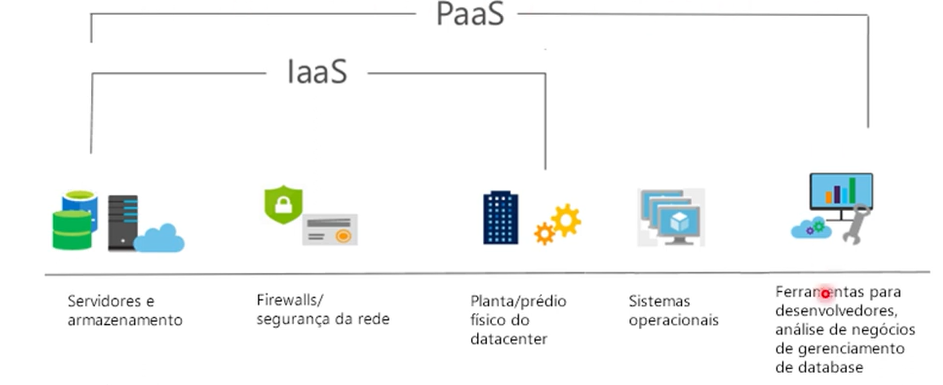 PaaS
IaaS
Servidores e
armazenamento
Firewalls/
segurança da rede
Planta/prédio
físico do
datacenter
Sistemas
operacionais
Ferramentas para
desenvolvedores,
análise de negócios
de gerenciamento
de database